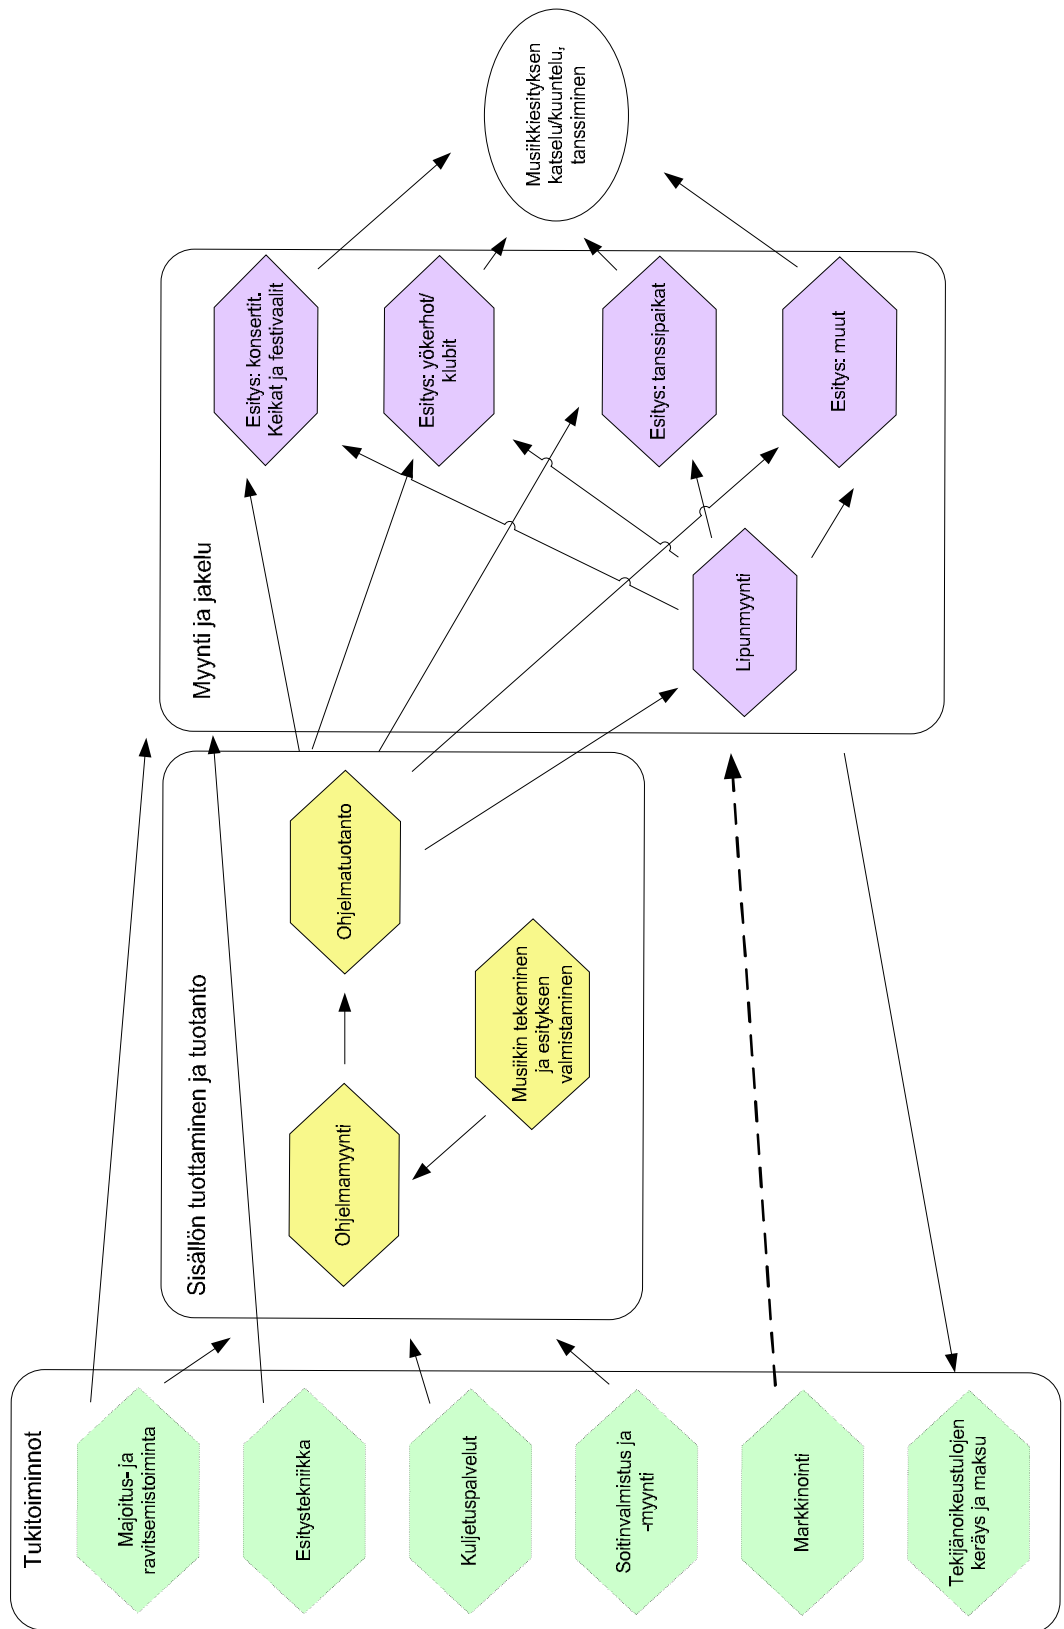 Tukitoiminnot
Majoitus- ja
ravitsemistoiminta
Esitystekniikka
Kuljetuspalvelut
Soitinvalmistus ja
-myynti
Markkinointi
Tekijänoikeustulojen
keräys ja maksu
Sisällön tuottaminen ja tuotanto
Ohjelmamyynti
Musiikin tekeminen
ja esityksen
valmistaminen
Ohjelmatuotanto
Myynti ja jakelu
Lipunmyynti
Esitys: konsertit.
Keikat ja festivaalit
Esitys: yökerhot/
klubit
Esitys: tanssipaikat
Esitys: muut
Musiikkiesityksen
katselu/kuuntelu,
tanssiminen